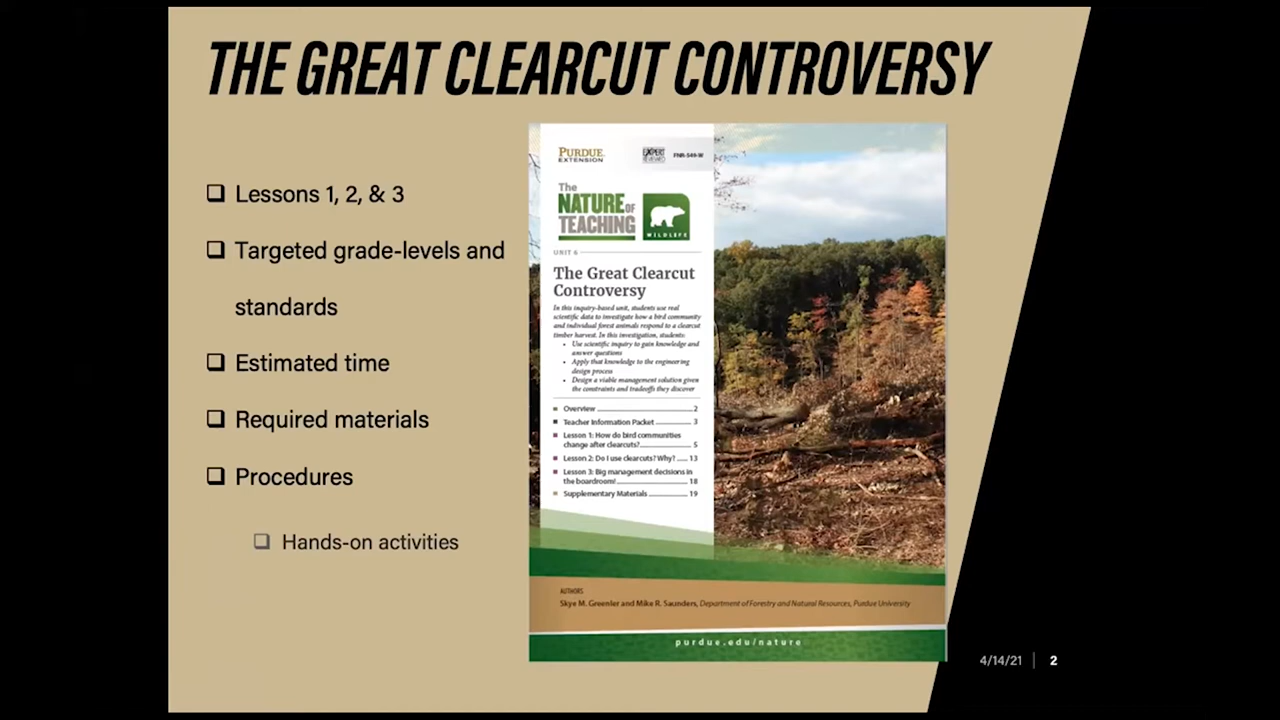 THE GREAT CLEARCUT CONTROVERSY
Lessons 1, 2, & 3
Targeted grade-levels and
standards
Estimated time
Required materials
Procedures
Hands-on activities
PURDUE
EXTENSION
EXPERT
REVIEWED
FNR-549-W
The
NATURE OF
TEACHING
WILDLIFE
UNIT 6
The Great Clearcut
Controversy
In this inquiry-based unit, students use real
scientific data to investigate how a bird community
and individual forest animals respond to a clearcut
timber harvest. In this investigation, students:
• Use scientific inquiry to gain knowledge and
answer questions
• Apply that knowledge to the engineering
design process
• Design a viable management solution given
the constraints and tradeoffs they discover
Overview 2
Teacher Information Packet 3
Lesson 1: How do bird communities
change after clearcuts? 5
Lesson 2: Do I use clearcuts? Why? 13
Lesson 3: Big management decisions in
the boardroom! 18
Supplementary Materials 19
AUTHORS
Skye M. Greenler and Mike R. Saunders, Department of Forestry and Natural Resources, Purdue University
purdue.edu/nature
4/14/21 | 2